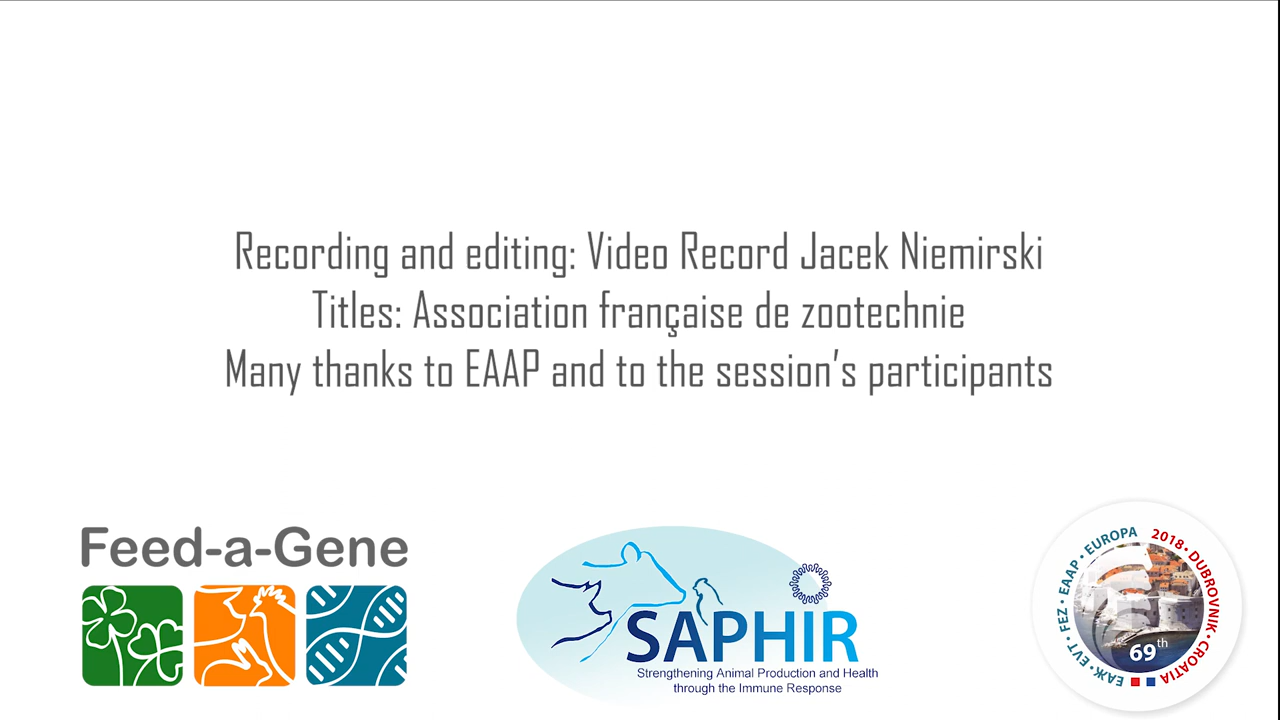 Recording and editing: Video Record Jacek Niemirski
Titles: Association française de zootechnie
Many thanks to EAAP and to the session's participants
Feed-a-Gene
SAPHIR
Strengthening Animal Production and Health
through the Immune Response
ЕАЖ • EVT • FEZ • EAAP • EUROPA 2018 • DUBROVNIK • CROATIA
69th